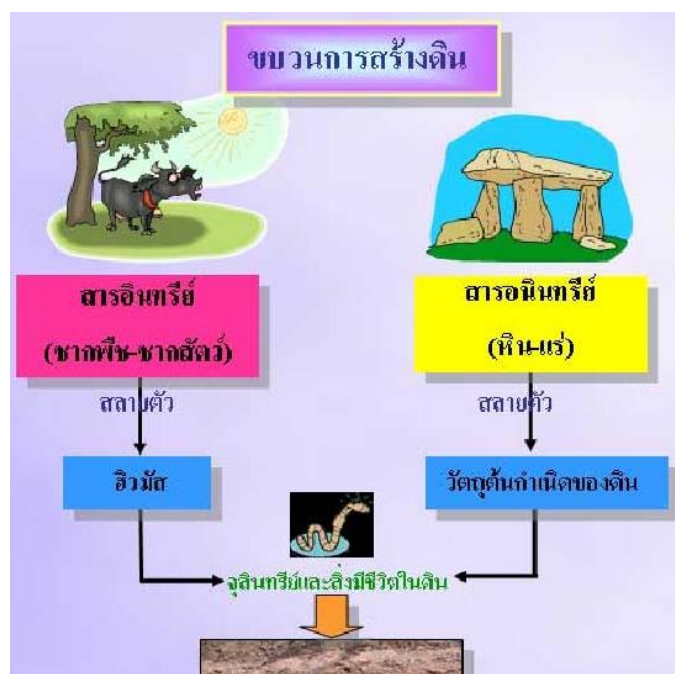 ขบวนการสร้างดิน
สารอินทรีย์
(ซากพืช-ซากสัตว์)
สารอนินทรีย์
(หิน-แร่)
สลายตัว
สลายตัว
ฮิวมัส
วัตถุต้นกำเนิดของดิน
จุลินทรีย์และสิ่งมีชีวิตในดิน